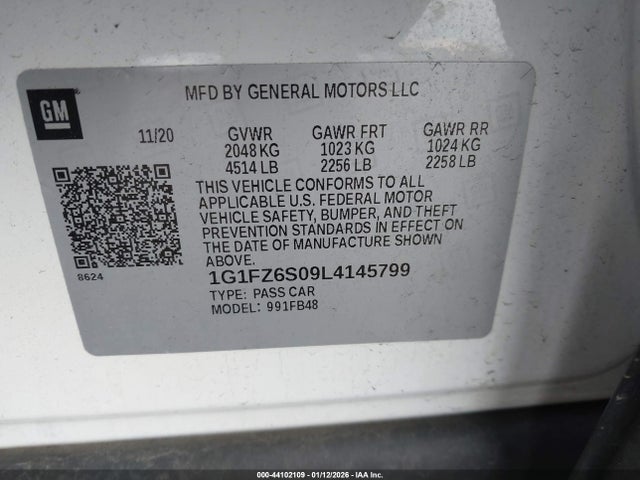 GM
MFD BY GENERAL MOTORS LLC
11/20 GVWR GAWR FRT GAWR RR
2048 KG 1023 KG 1024 KG
4514 LB 2256 LB 2258 LB
THIS VEHICLE CONFORMS TO ALL
APPLICABLE U.S. FEDERAL MOTOR
VEHICLE SAFETY, BUMPER, AND THEFT
PREVENTION STANDARDS IN EFFECT ON
THE DATE OF MANUFACTURE SHOWN
ABOVE.
8624
1G1FZ6S09L4145799
TYPE: PASS CAR
MODEL: 991FB48
000-44102109 - 01/12/2026 - IAA Inc.